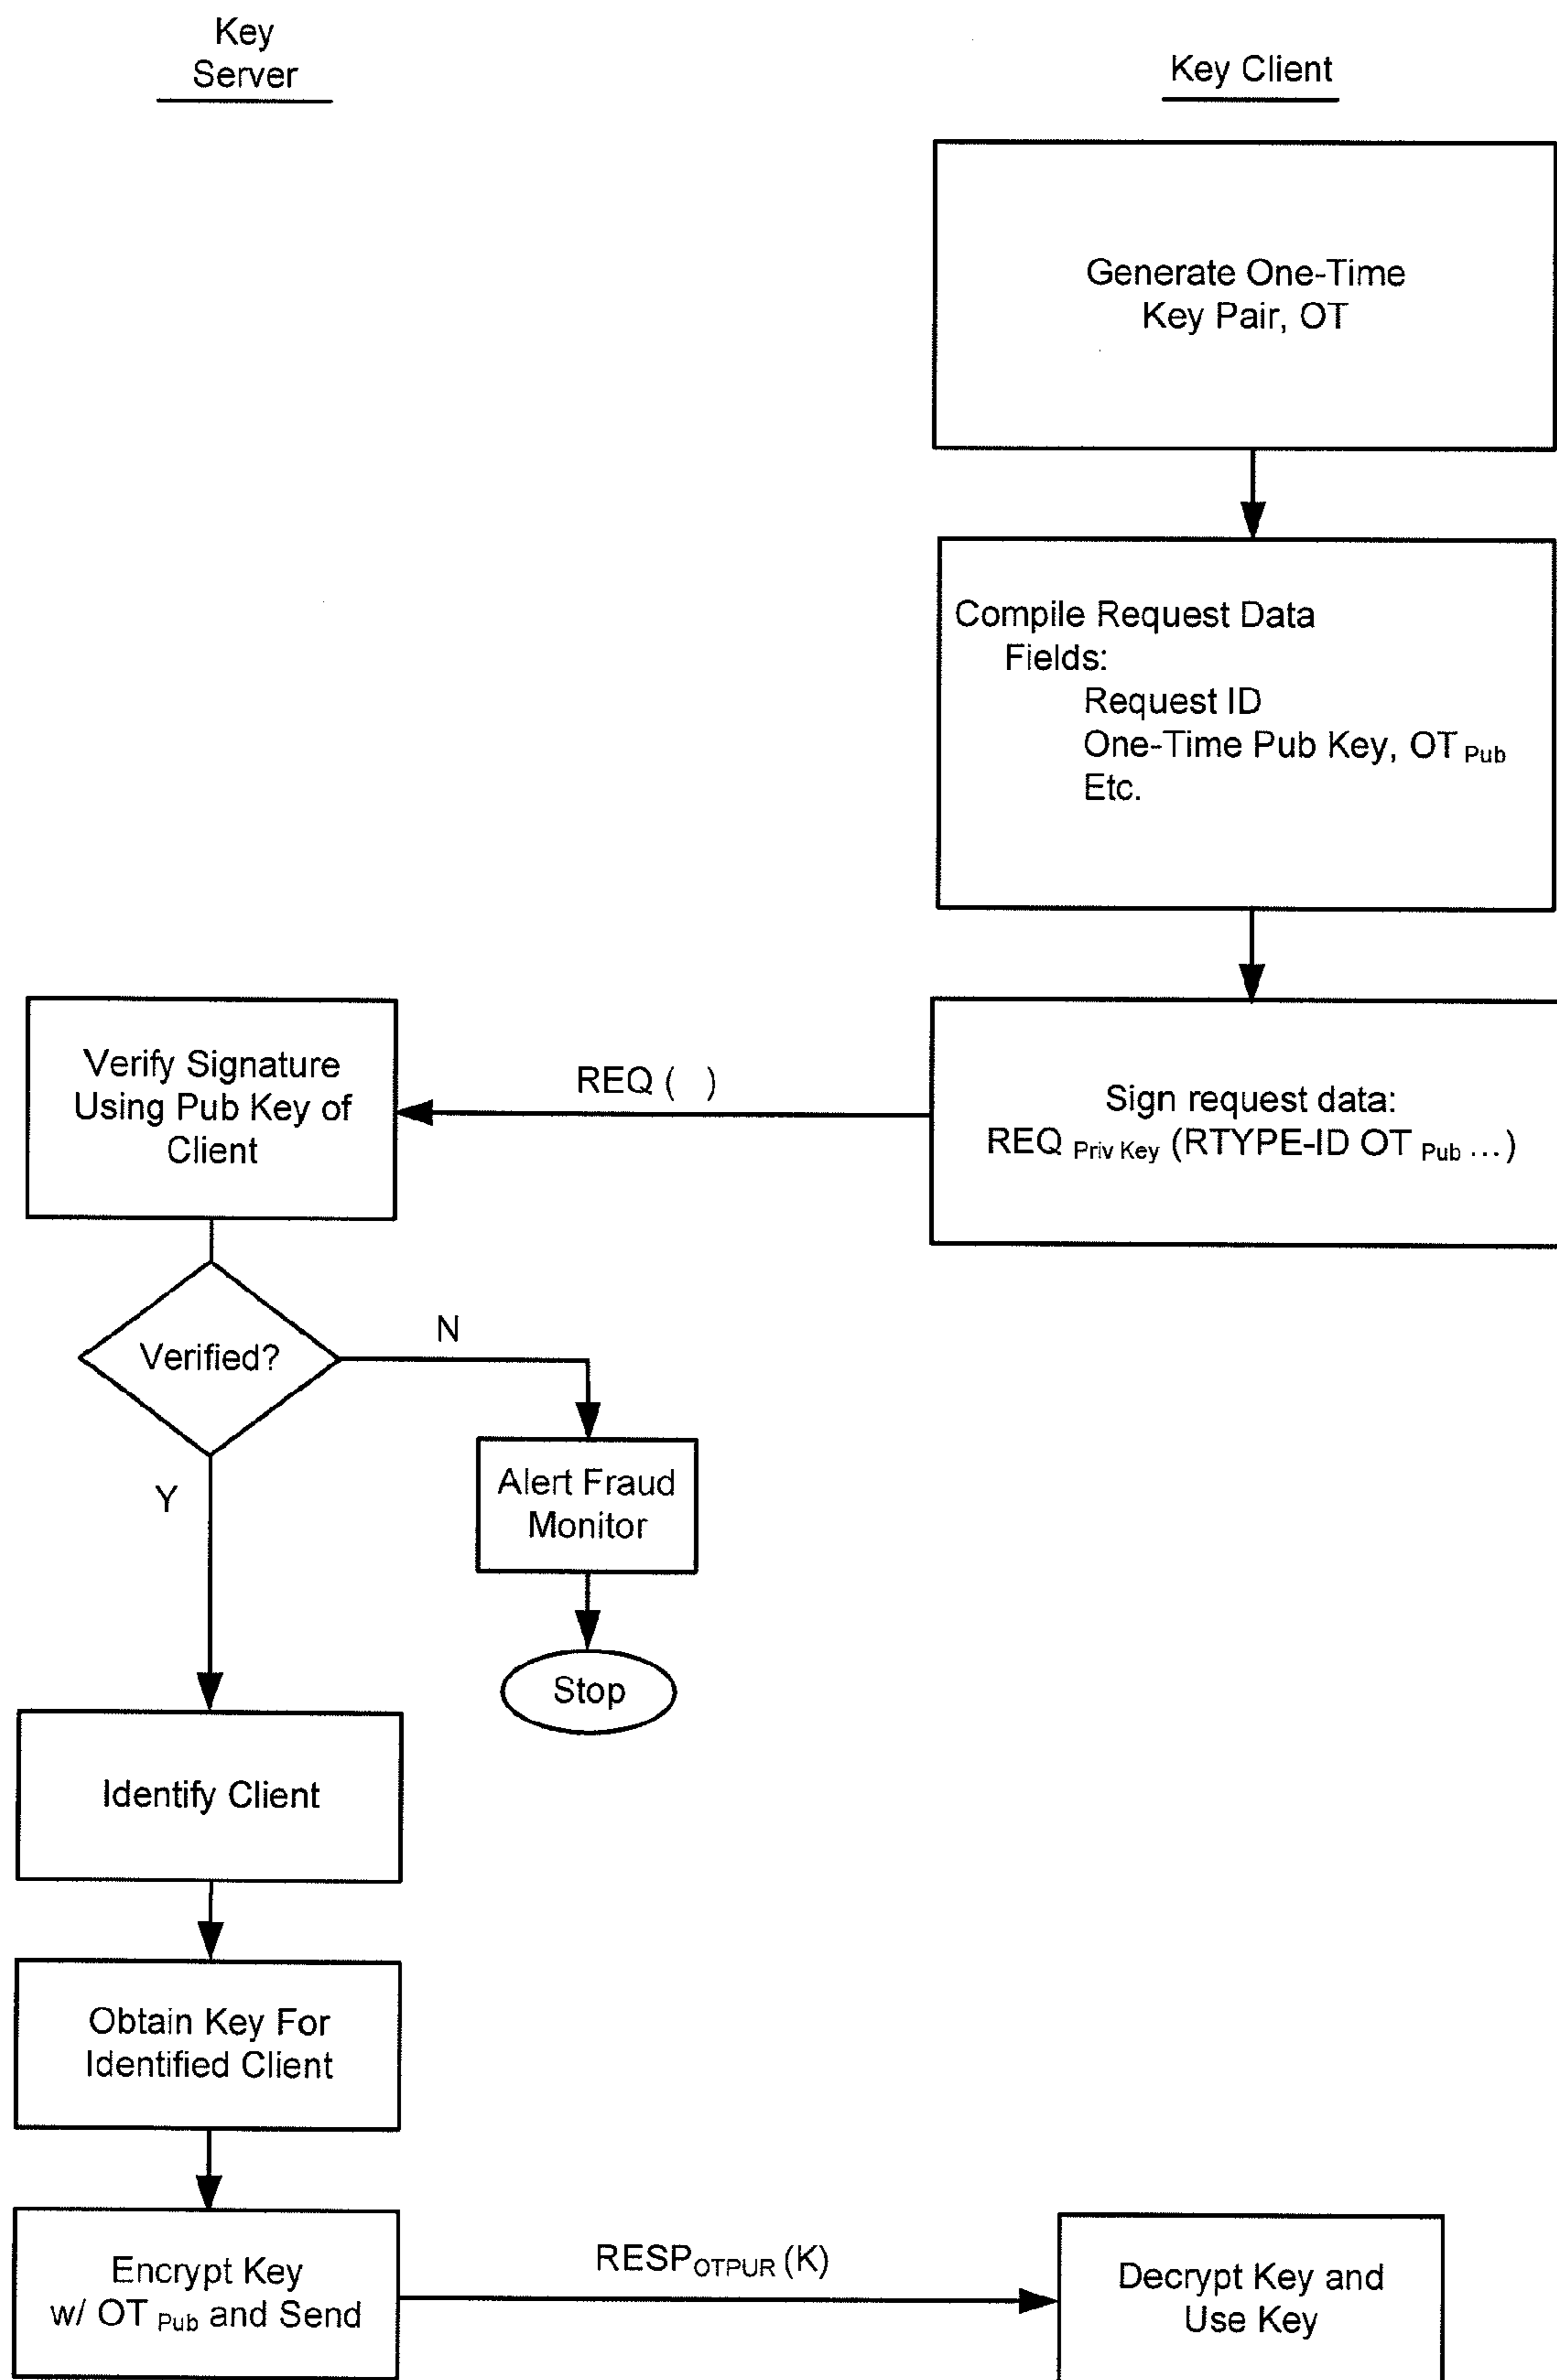 Key
Server
Key Client
Generate One-Time
Key Pair, OT
Compile Request Data
Fields:
Request ID
One-Time Pub Key, OT Pub
Etc.
Verify Signature
Using Pub Key of
Client
REQ ( )
Sign request data:
REQ Priv Key (RTYPE-ID OT Pub ...)
Verified?
N
Y
Alert Fraud
Monitor
Stop
Identify Client
Obtain Key For
Identified Client
Encrypt Key
w/ OT Pub and Send
RESPOTPUR (K)
Decrypt Key and
Use Key